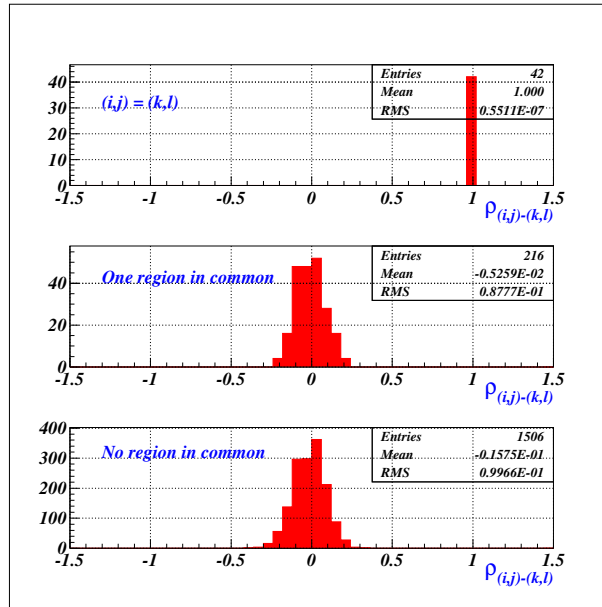 Entries 42
Mean 1.000
RMS 0.5511E-07
(i,j) = (k,l)
40
30
20
10
0
-1.5 -1 -0.5 0 0.5 1 1.5
ρ(i,j)-(k,l)
Entries 216
Mean -0.5259E-02
RMS 0.8777E-01
One region in common
40
20
0
-1.5 -1 -0.5 0 0.5 1 1.5
ρ(i,j)-(k,l)
Entries 1506
Mean -0.1575E-01
RMS 0.9966E-01
No region in common
400
300
200
100
0
-1.5 -1 -0.5 0 0.5 1 1.5
ρ(i,j)-(k,l)